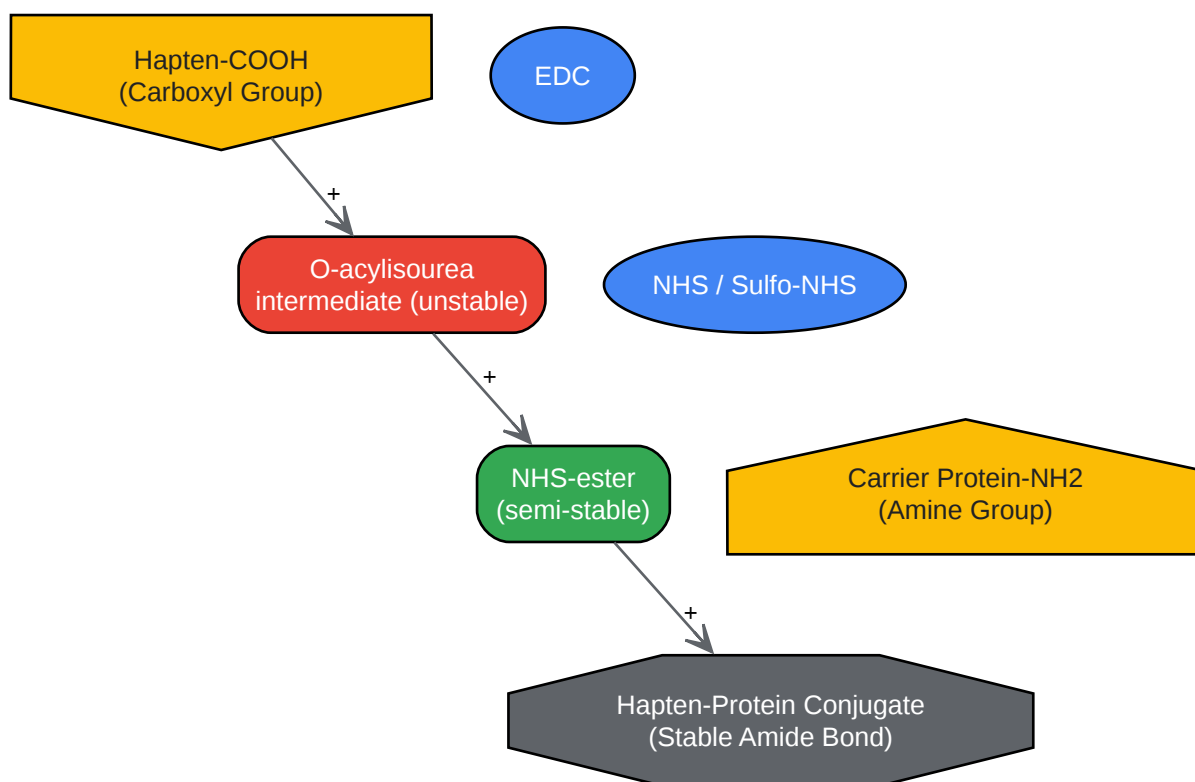 Hapten-COOH
(Carboxyl Group)
EDC
+
O-acylisourea
intermediate (unstable)
NHS / Sulfo-NHS
+
NHS-ester
(semi-stable)
Carrier Protein-NH2
(Amine Group)
+
Hapten-Protein Conjugate
(Stable Amide Bond)